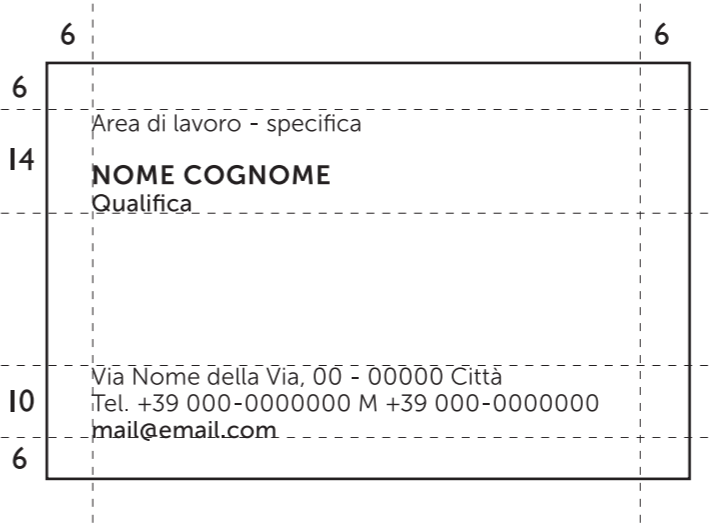 6 6
6
Area di lavoro - specifica
14
NOME COGNOME
Qualifica
Via Nome della Via, 00 - 00000 Città
10
Tel. +39 000-0000000 M +39 000-0000000
mail@email.com
6